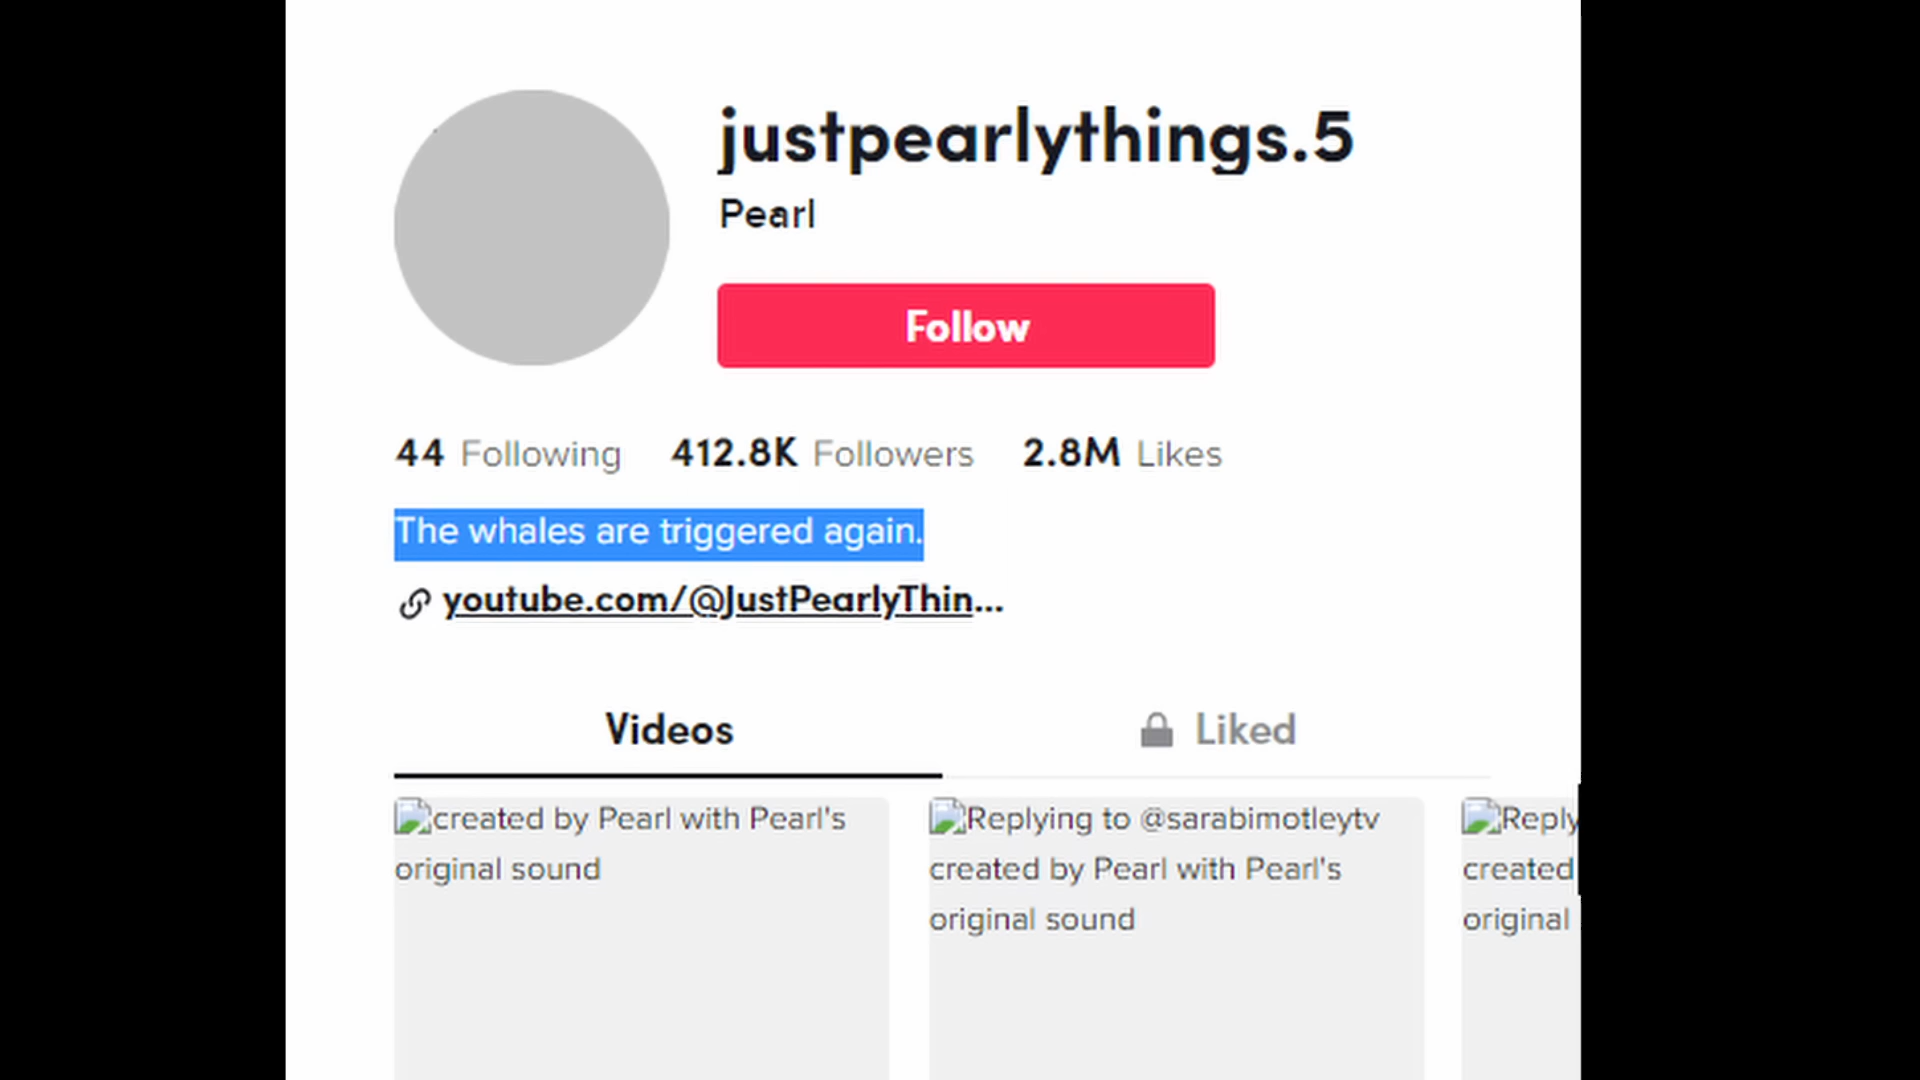 justpearlythings.5
Pearl
Follow
44 Following 412.8K Followers 2.8M Likes
The whales are triggered again.
youtube.com/@JustPearlyThin...
Videos Liked
created by Pearl with Pearl's
original sound
Replying to @sarabimotleytv
created by Pearl with Pearl's
original sound
Reply
created
original